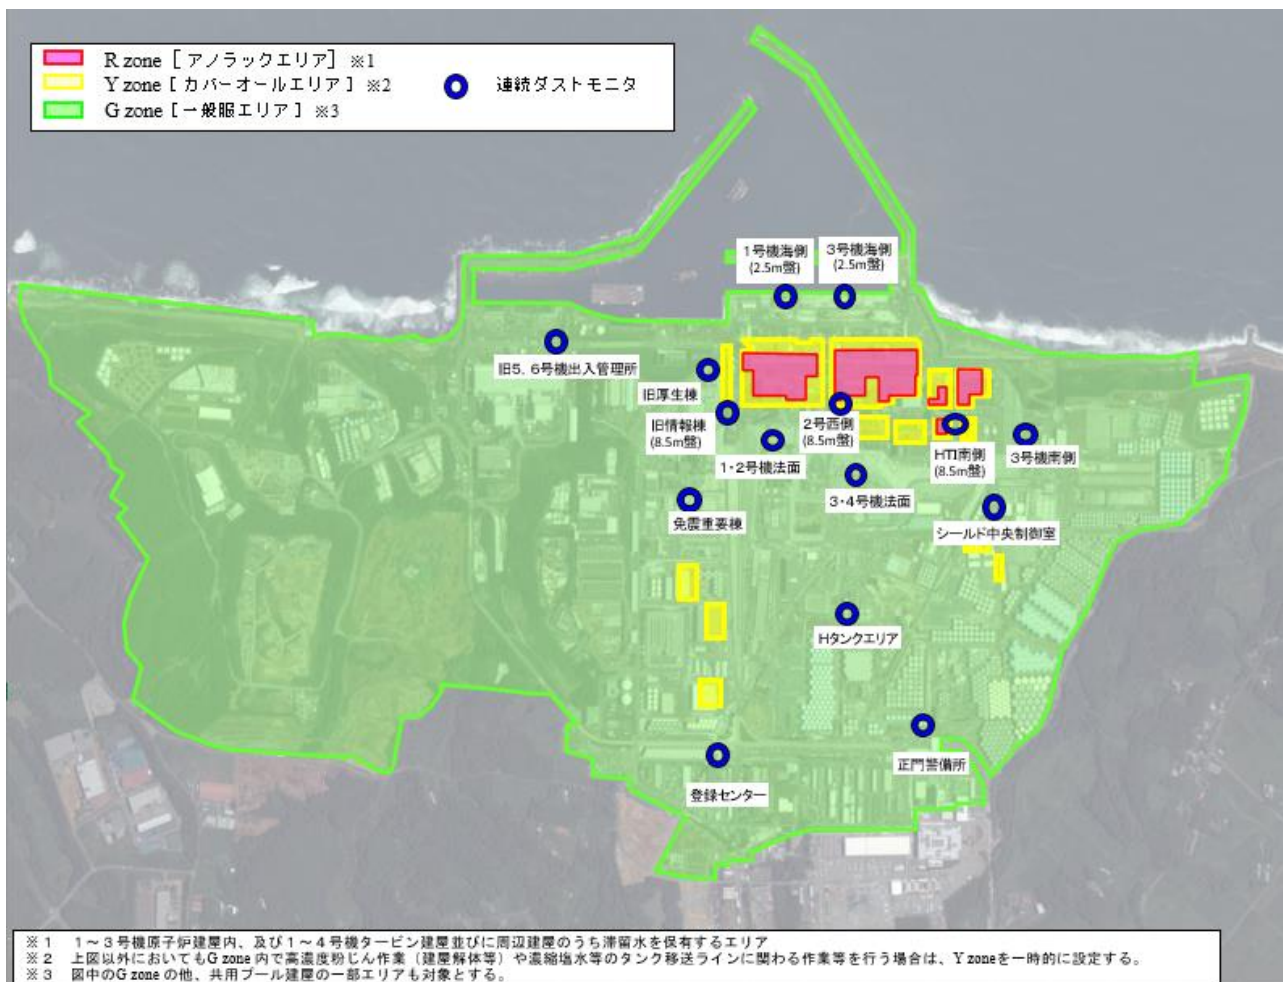 R zone [アノラックエリア] ※1
Y zone [カバーオールエリア] ※2
G zone [一般服エリア] ※3
連続ダストモニタ
1号機海側
(2.5m盤)
3号機海側
(2.5m盤)
旧5．6号機出入管理所
旧厚生棟
旧情報棟
(8.5m盤)
2号西側
(8.5m盤)
1・2号機法面
HTI南側
(8.5m盤)
3号機南側
3・4号機法面
免震重要棟
シールド中央制御室
Hタンクエリア
正門警備所
登録センター
※1 1～3号機原子炉建屋内、及び1～4号機タービン建屋並びに周辺建屋のうち滞留水を保有するエリア
※2 上図以外においてもG zone内で高濃度粉じん作業（建屋解体等）や濃縮塩水等のタンク移送ラインに関わる作業等を行う場合は、Y zoneを一時的に設定する。
※3 図中のG zoneの他、共用プール建屋の一部エリアも対象とする。